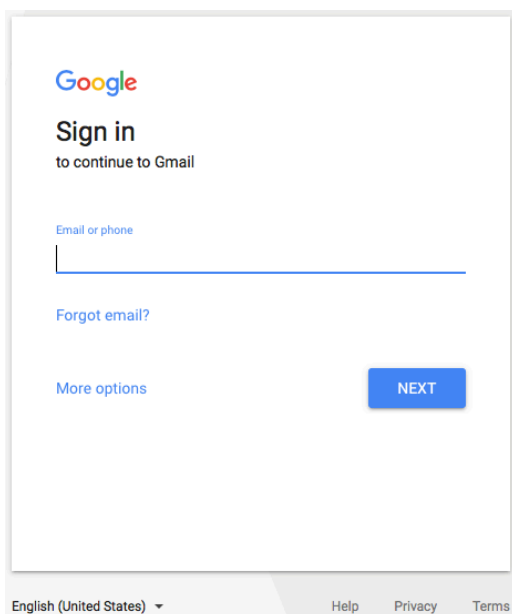 Google
Sign in
to continue to Gmail
Email or phone
Forgot email?
More options NEXT
English (United States) Help Privacy Terms